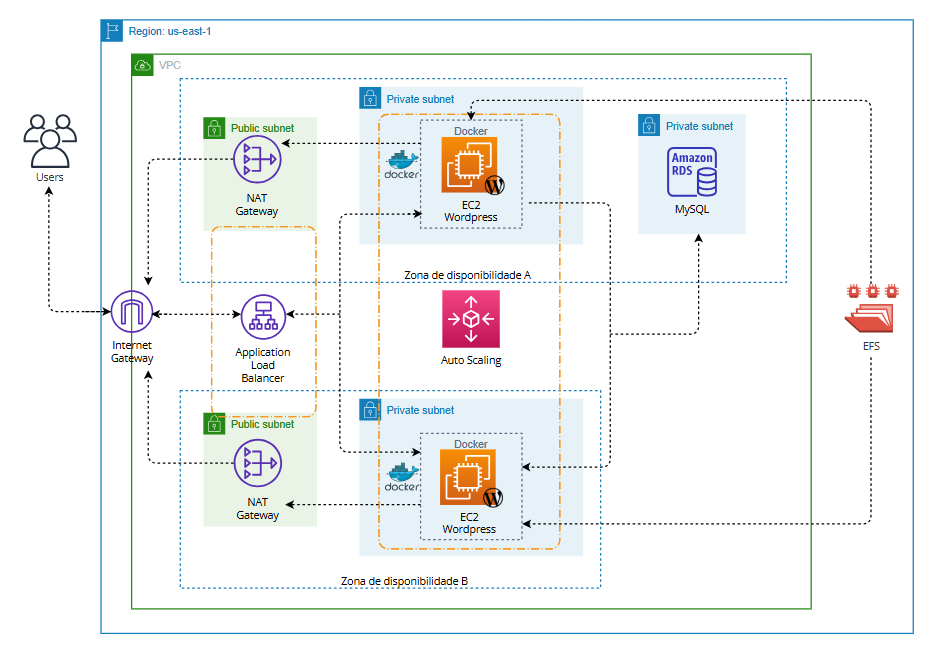 Region: us-east-1
VPC
Private subnet
Public subnet
Docker
Private subnet
Users
docker
NAT
Gateway
EC2
Wordpress
Amazon
RDS
MySQL
Zona de disponibilidade A
Internet
Gateway
Application
Load
Balancer
Auto Scaling
EFS
Public subnet
Private subnet
Docker
docker
NAT
Gateway
EC2
Wordpress
Zona de disponibilidade B